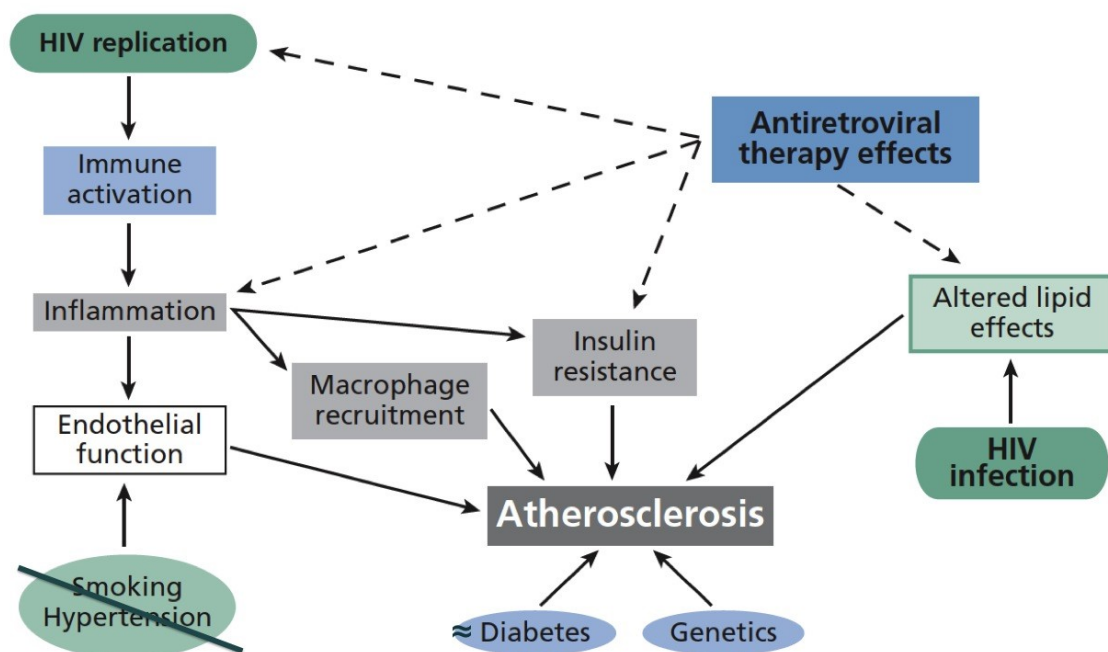 HIV replication
Antiretroviral
therapy effects
Immune
activation
Inflammation
Insulin
resistance
Altered lipid
effects
Macrophage
recruitment
Endothelial
function
HIV
infection
Atherosclerosis
Smoking
Hypertension
≈ Diabetes
Genetics